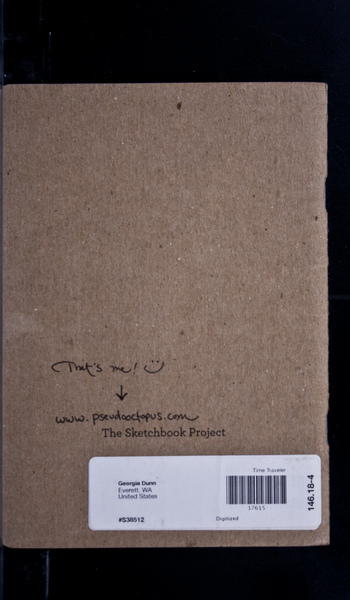 That's me! :)
↓
www.pseudooctopus.com
The Sketchbook Project
Time Traveler
Georgia Dunn
Everett, WA
United States
17615
#S38512
Digitized
146.18-4